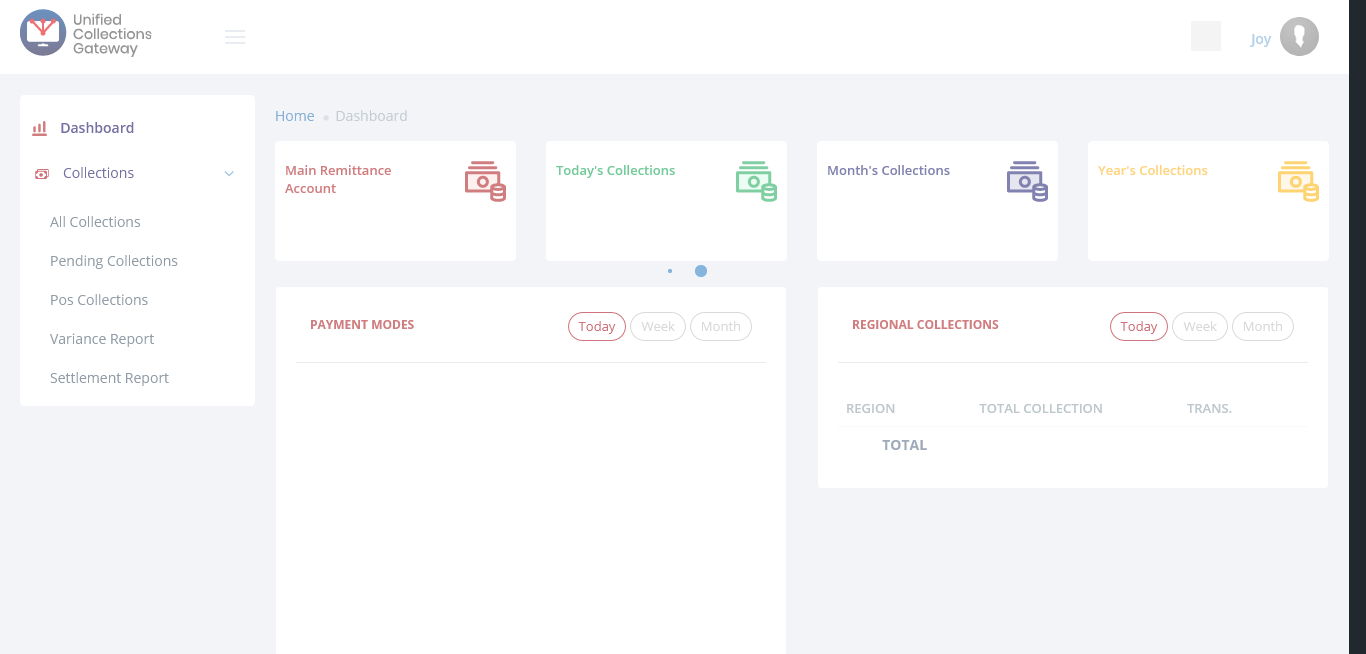 Unified
Collections
Gateway
Joy
Dashboard
Collections
All Collections
Pending Collections
Pos Collections
Variance Report
Settlement Report
Home Dashboard
Main Remittance
Account
Today's Collections
Month's Collections
Year's Collections
PAYMENT MODES
Today Week Month
REGIONAL COLLECTIONS
Today Week Month
REGION TOTAL COLLECTION TRANS.
TOTAL